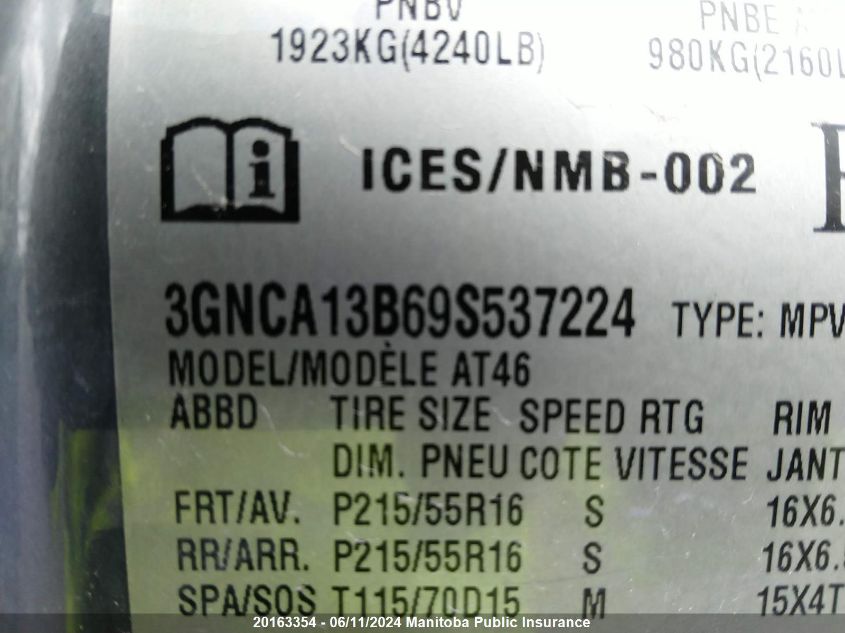 PNBV PNBE A
1923KG(4240LB) 980KG(2160L
ICES/NMB-002
3GNCA13B69S537224 TYPE: MPV
MODEL/MODÈLE AT46
ABBD TIRE SIZE SPEED RTG RIM
DIM. PNEU COTE VITESSE JANT
FRT/AV. P215/55R16 S 16X6.
RR/ARR. P215/55R16 S 16X6.
SPA/SOS T115/70D15 M 15X4T
20163354 - 06/11/2024 - Manitoba Public Insurance